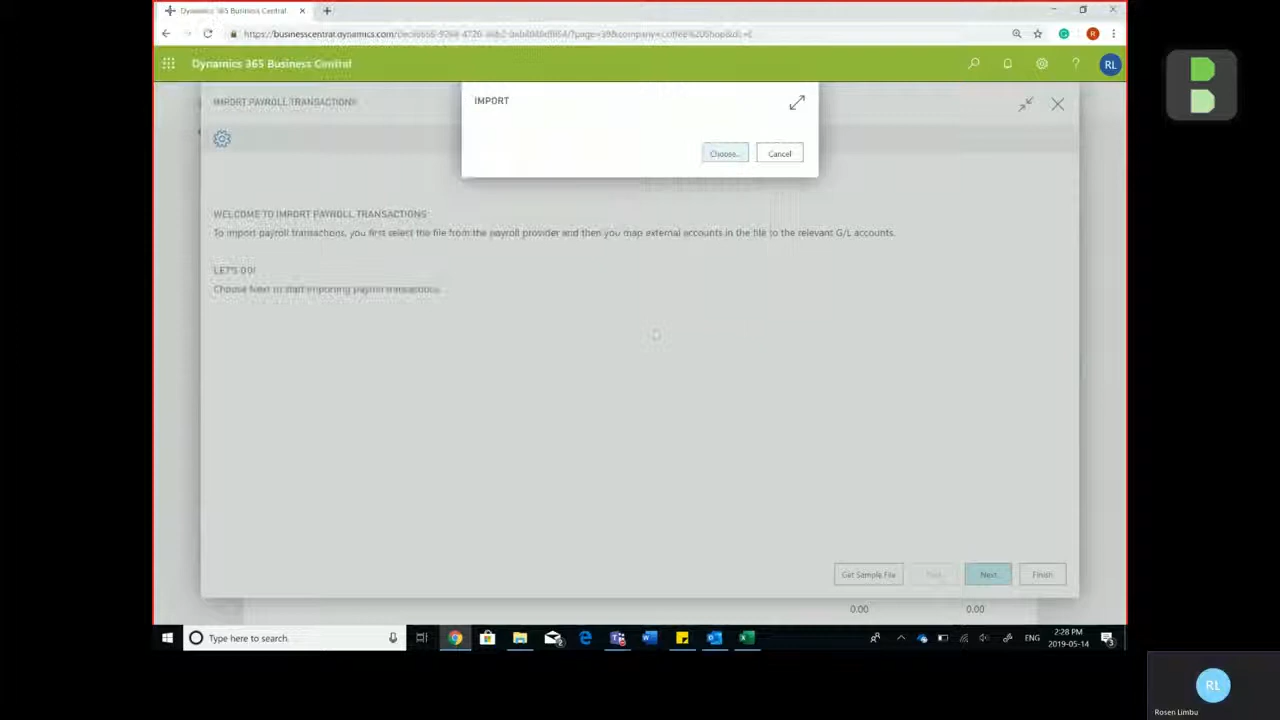 Dynamics 365 Business Central
Dynamics 365 Business Central
RL
IMPORT PAYROLL TRANSACTIONS
IMPORT
Choose...
Cancel
WELCOME TO IMPORT PAYROLL TRANSACTIONS
To import payroll transactions, you first select the file from the payroll provider and then you map external accounts in the file to the relevant G/L accounts.
LET'S GO!
Choose Next to start importing payroll transactions.
Get Sample File
Next
Finish
0.00
0.00
Type here to search
ENG
2:28 PM
2019-05-14
RL
Rosen Limbu